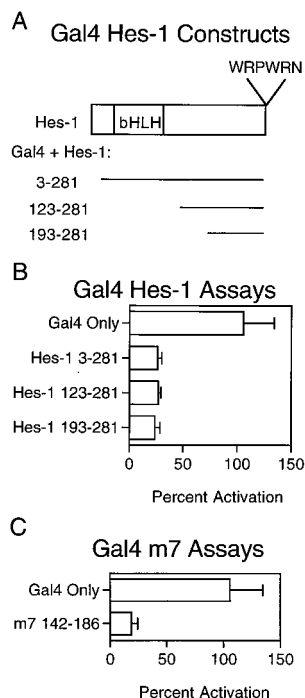 A
Gal4 Hes-1 Constructs
WRPWRN
Hes-1
bHLH
Gal4 + Hes-1:
3-281
123-281
193-281
B
Gal4 Hes-1 Assays
Gal4 Only
Hes-1 3-281
Hes-1 123-281
Hes-1 193-281
0 50 100 150
Percent Activation
C
Gal4 m7 Assays
Gal4 Only
m7 142-186
0 50 100 150
Percent Activation